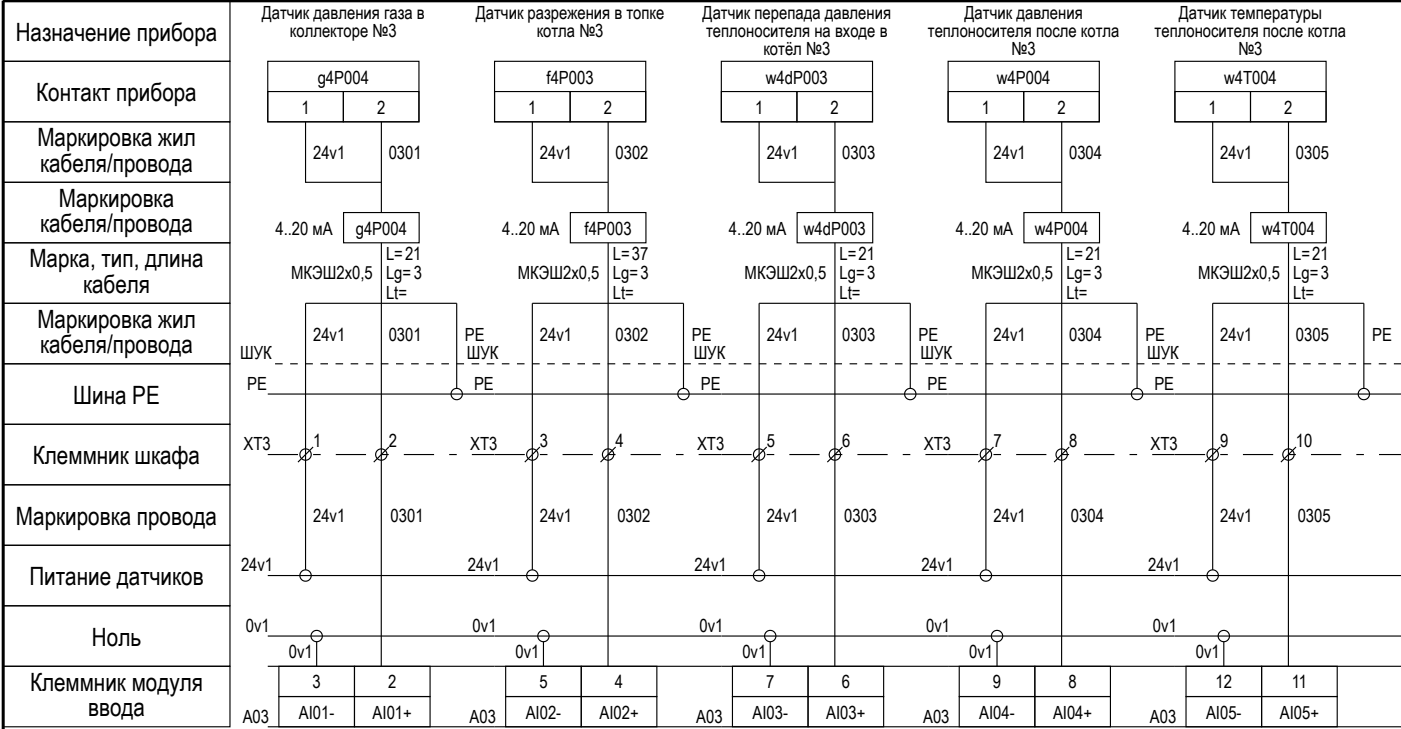 Назначение прибора
Датчик давления газа в
коллекторе №3
Датчик разрежения в топке
котла №3
Датчик перепада давления
теплоносителя на входе в
котёл №3
Датчик давления
теплоносителя после котла
№3
Датчик температуры
теплоносителя после котла
№3
Контакт прибора
g4P004
f4P003
w4dP003
w4P004
w4T004
1 2 1 2 1 2 1 2 1 2
Маркировка жил
кабеля/провода
24v1 0301 24v1 0302 24v1 0303 24v1 0304 24v1 0305
Маркировка
кабеля/провода
4..20 мА g4P004 4..20 мА f4P003 4..20 мА w4dP003 4..20 мА w4P004 4..20 мА w4T004
Марка, тип, длина
кабеля
L=21 L=37 L=21 L=21 L=21
МКЭШ2x0,5 Lg=3 МКЭШ2x0,5 Lg=3 МКЭШ2x0,5 Lg=3 МКЭШ2x0,5 Lg=3 МКЭШ2x0,5 Lg=3
Lt= Lt= Lt= Lt= Lt=
Маркировка жил
кабеля/провода
24v1 0301 PE 24v1 0302 PE 24v1 0303 PE 24v1 0304 PE 24v1 0305 PE
ШУК ШУК ШУК ШУК ШУК
Шина PE
PE PE PE PE PE
Клеммник шкафа
XT3 1 2 XT3 3 4 XT3 5 6 XT3 7 8 XT3 9 10
Маркировка провода
24v1 0301 24v1 0302 24v1 0303 24v1 0304 24v1 0305
Питание датчиков
24v1 24v1 24v1 24v1 24v1
Ноль
0v1 0v1 0v1 0v1 0v1
0v1 0v1 0v1 0v1 0v1
Клеммник модуля
ввода
3 2 5 4 7 6 9 8 12 11
A03 AI01- AI01+ A03 AI02- AI02+ A03 AI03- AI03+ A03 AI04- AI04+ A03 AI05- AI05+